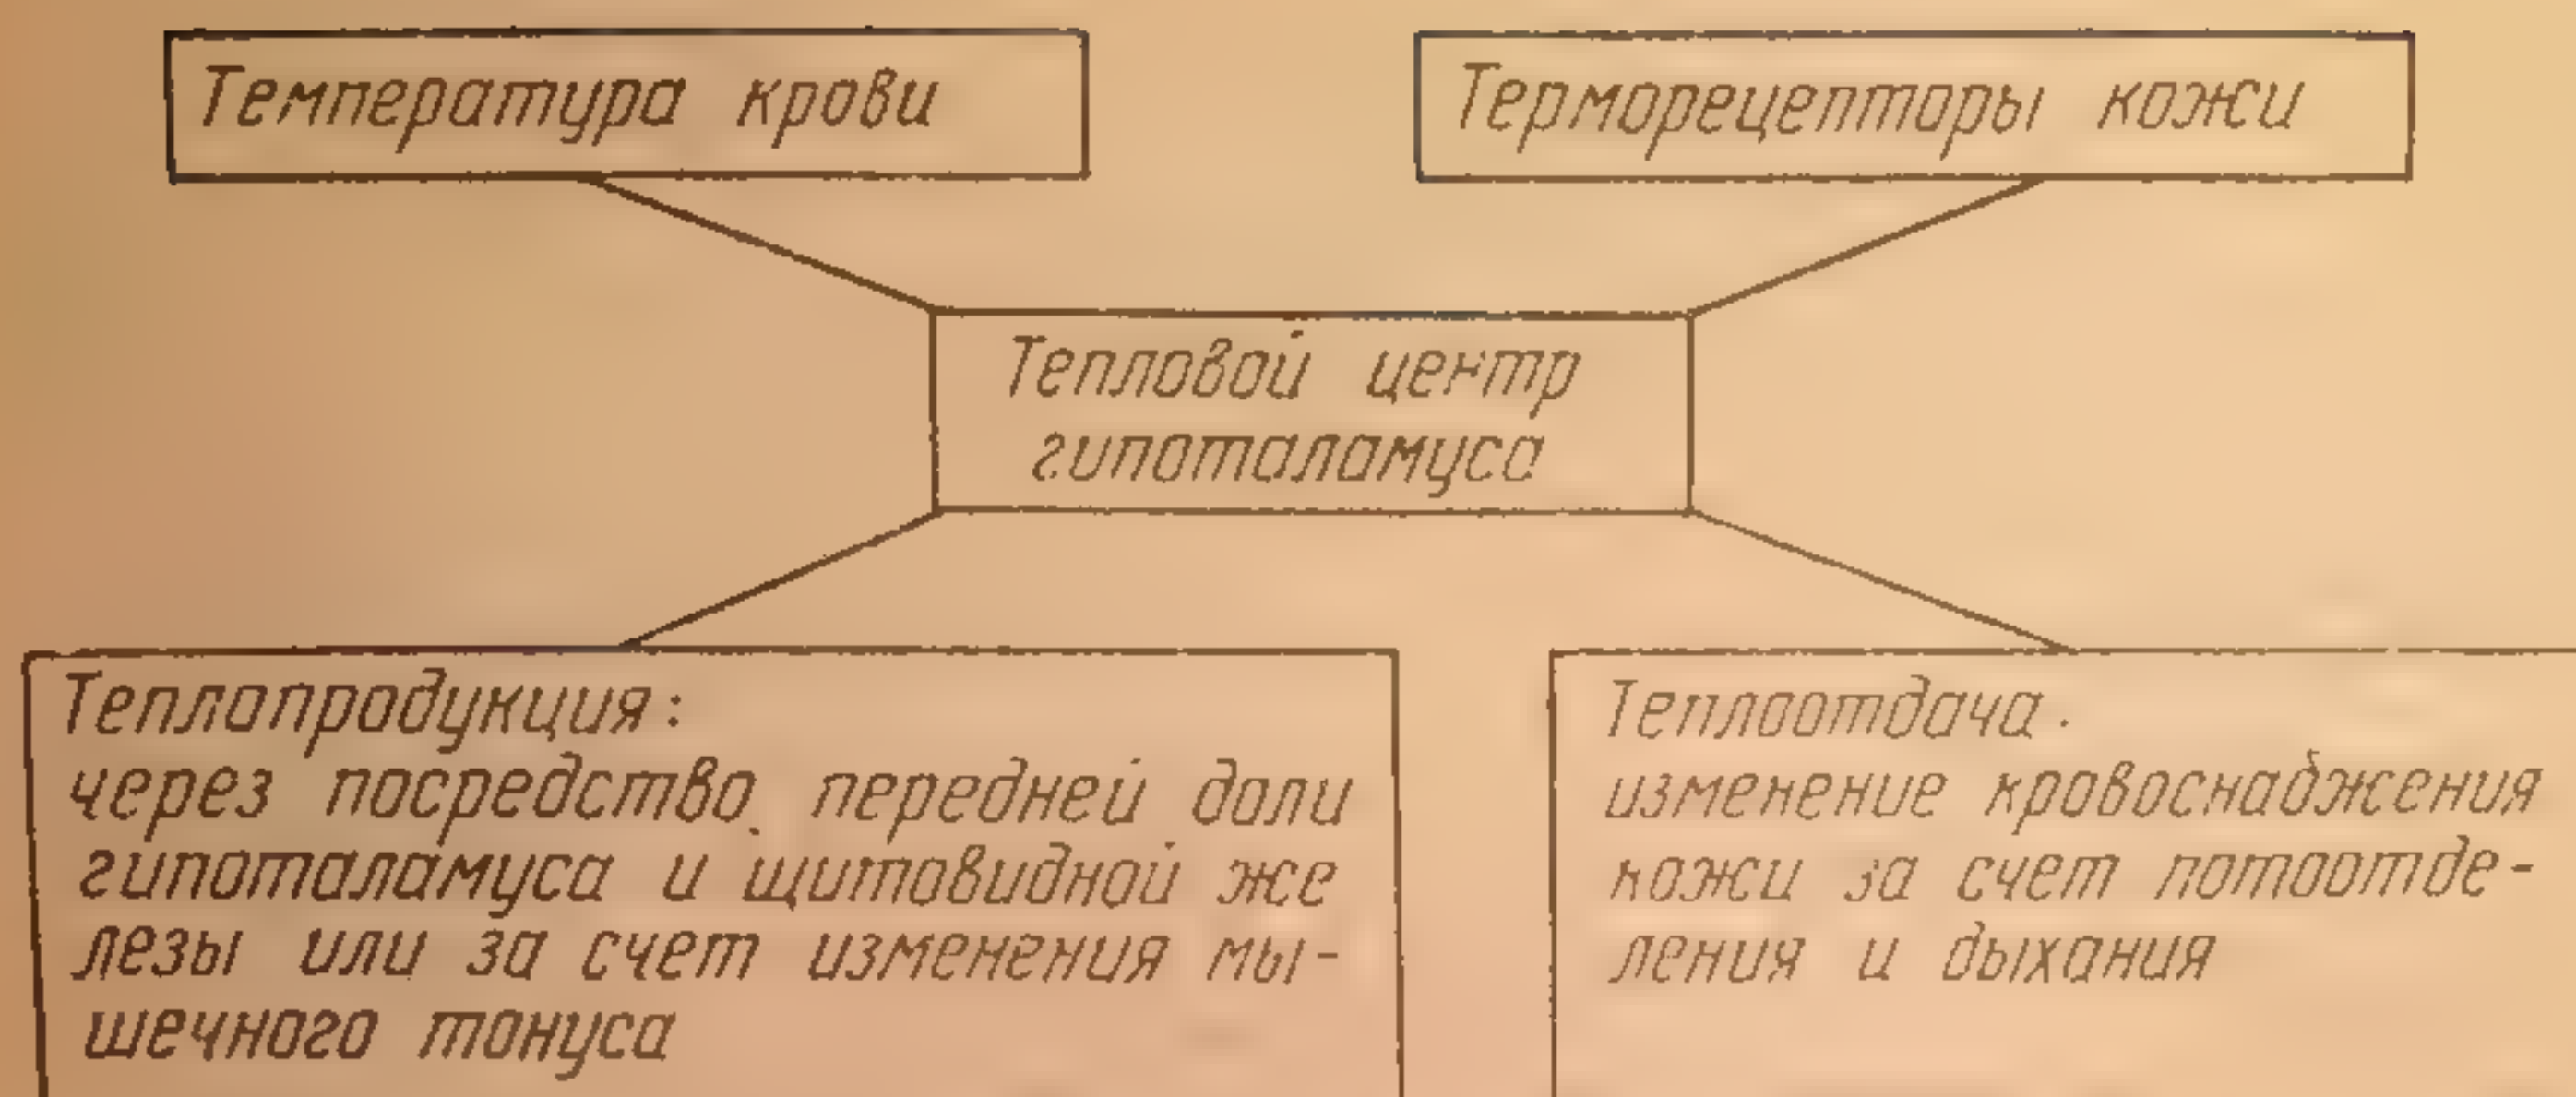 Температура крови
Терморецепторы кожи
Тепловой центр
гипоталамуса
Теплопродукция:
через посредство передней доли
гипоталамуса и щитовидной же
лезы или за счет изменения мы-
шечного тонуса
Теплоотдача.
изменение кровоснабжения
кожи за счет потоотде-
ления и дыхания